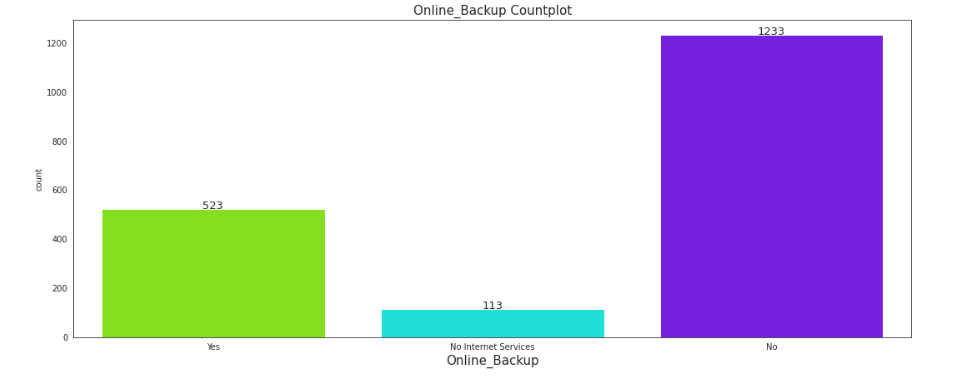 Online_Backup Countplot
1200
1000
800
600
400
200
0
count
523
113
1233
Yes
No Internet Services
No
Online_Backup